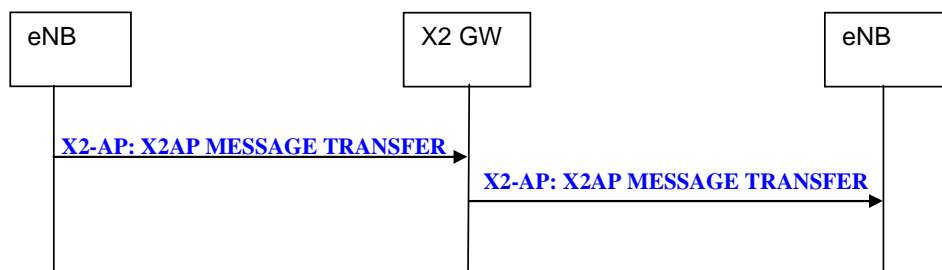 eNB
X2 GW
eNB
X2-AP: X2AP MESSAGE TRANSFER
X2-AP: X2AP MESSAGE TRANSFER